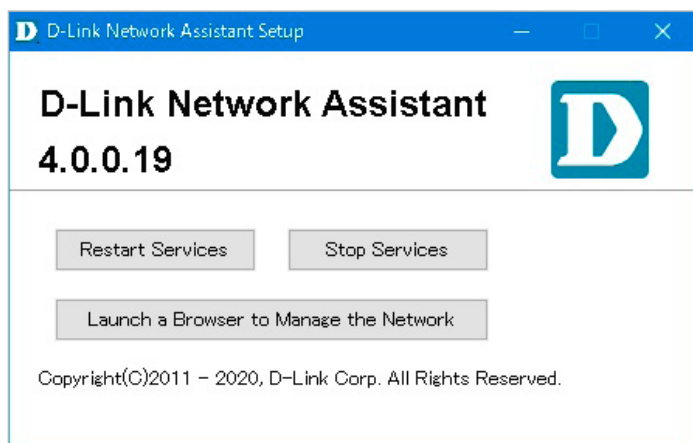 D-Link Network Assistant Setup
D-Link Network Assistant
4.0.0.19
Restart Services
Stop Services
Launch a Browser to Manage the Network
Copyright(C)2011 - 2020, D-Link Corp. All Rights Reserved.